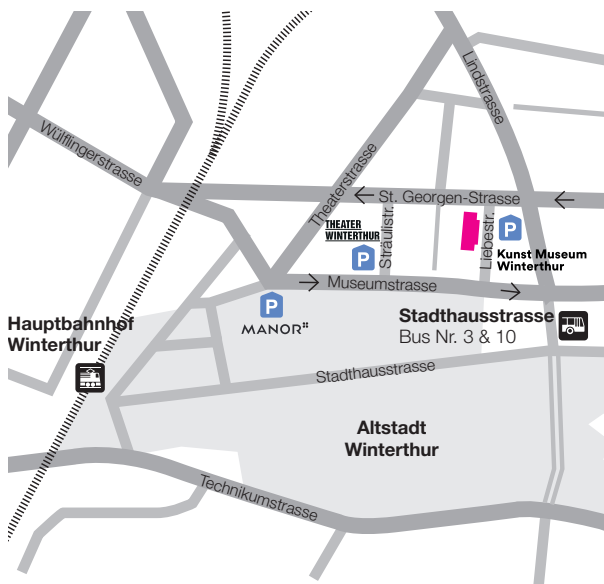 Lindstrasse
Wülflingerstrasse
Theaterstrasse
St. Georgen-Strasse
THEATER
WINTERTHUR
P
Sträulistr.
Liebestr.
P
Kunst Museum
Winterthur
Museumstrasse
P
MANOR
Hauptbahnhof
Winterthur
Stadthausstrasse
Bus Nr. 3 & 10
Stadthausstrasse
Altstadt
Winterthur
Technikumstrasse